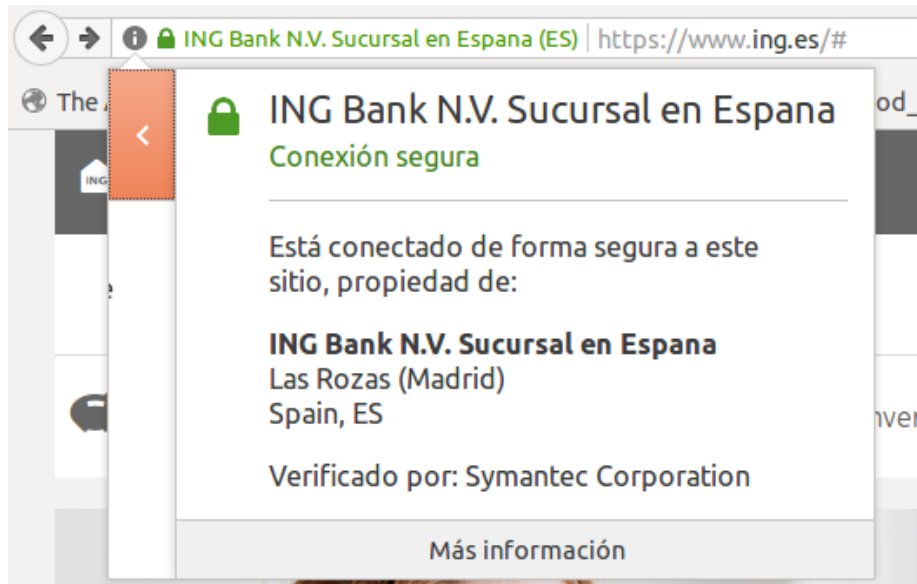 ING Bank N.V. Sucursal en Espana (ES) https://www.ing.es/#
The
od_
ING
ING Bank N.V. Sucursal en Espana
Conexión segura
Está conectado de forma segura a este
sitio, propiedad de:
ING Bank N.V. Sucursal en Espana
Las Rozas (Madrid)
Spain, ES
Verificado por: Symantec Corporation
Más información